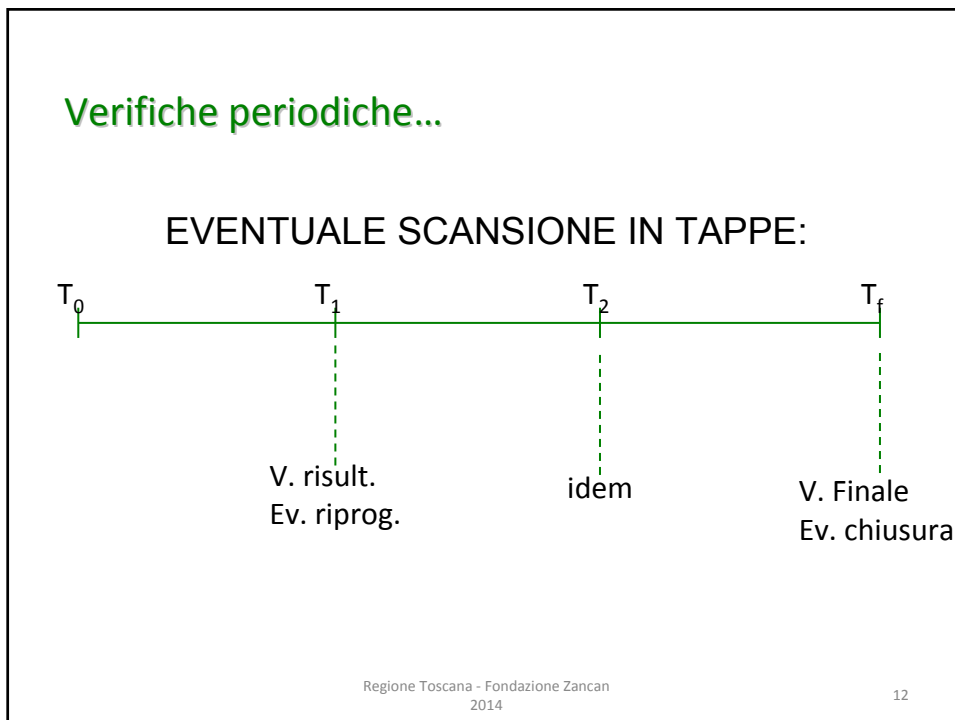 Verifiche periodiche…
EVENTUALE SCANSIONE IN TAPPE:
T0 T1 T2 Tf
V. risult.
Ev. riprog.
idem
V. Finale
Ev. chiusura
Regione Toscana - Fondazione Zancan
2014
12